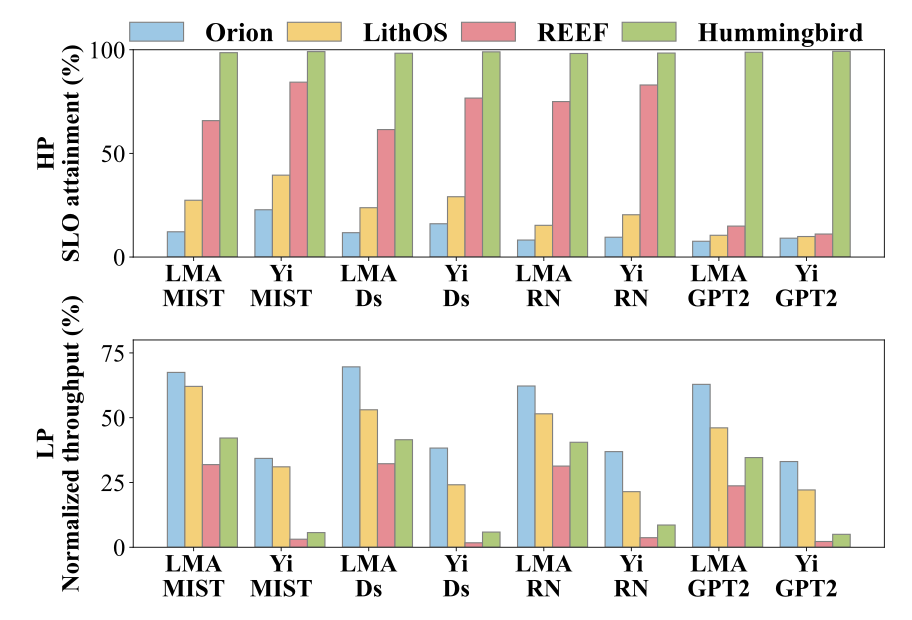 Orion LithOS REEF Hummingbird
HP
SLO attainment (%)
100
50
0
LMA MIST
Yi MIST
LMA Ds
Yi Ds
LMA RN
Yi RN
LMA GPT2
Yi GPT2
LP
Normalized throughput (%)
75
50
25
0
LMA MIST
Yi MIST
LMA Ds
Yi Ds
LMA RN
Yi RN
LMA GPT2
Yi GPT2